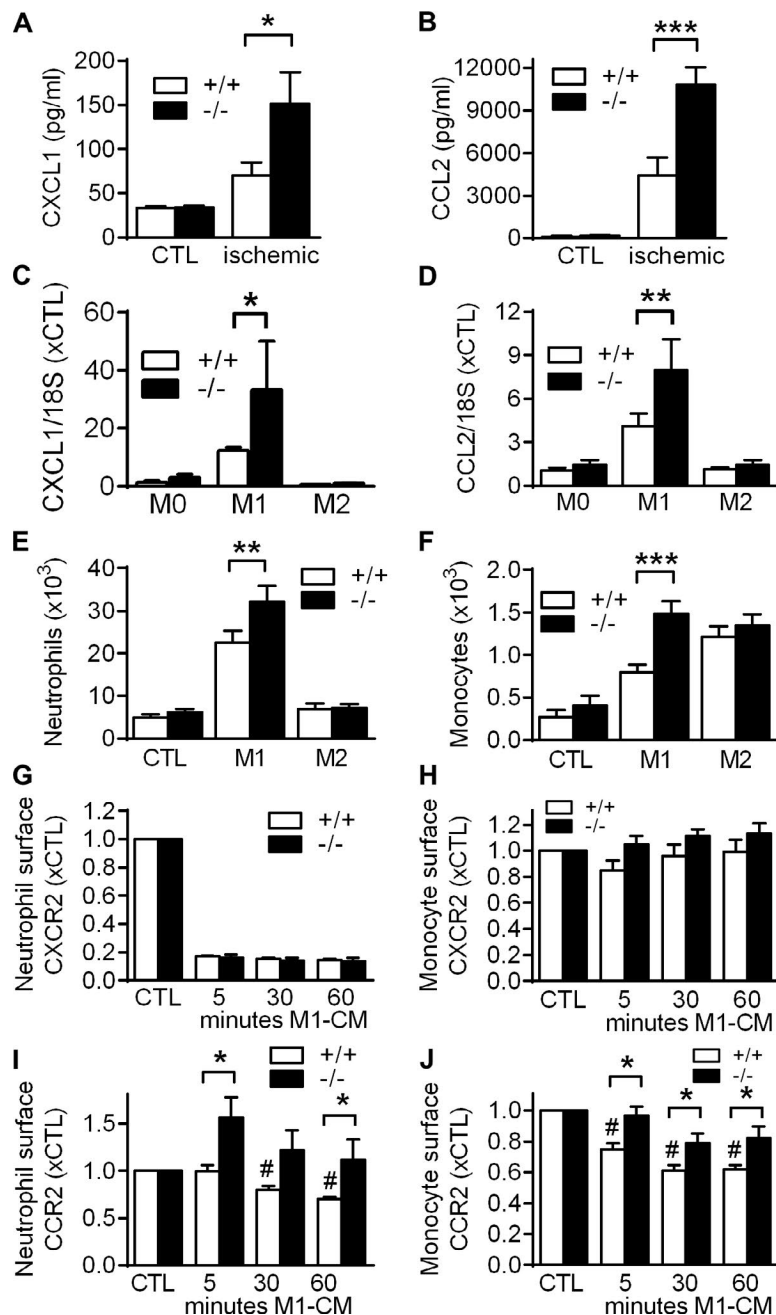 A
*
200
150
100
50
0
CXCL1 (pg/ml)
+/+
-/-
CTL ischemic
B
***
12000
9000
6000
3000
0
CCL2 (pg/ml)
+/+
-/-
CTL ischemic
C
*
60
40
20
0
CXCL1/18S (xCTL)
+/+
-/-
M0 M1 M2
D
**
12
9
6
3
0
CCL2/18S (xCTL)
+/+
-/-
M0 M1 M2
E
**
40
30
20
10
0
Neutrophils (x10³)
+/+
-/-
CTL M1 M2
F
***
2.0
1.5
1.0
0.5
0.0
Monocytes (x10³)
+/+
-/-
CTL M1 M2
G
1.2
1.0
0.8
0.6
0.4
0.2
0.0
Neutrophil surface
CXCR2 (xCTL)
+/+
-/-
CTL 5 30 60
minutes M1-CM
H
1.2
1.0
0.8
0.6
0.4
0.2
0.0
Monocyte surface
CXCR2 (xCTL)
+/+
-/-
CTL 5 30 60
minutes M1-CM
I
* *
# #
1.5
1.0
0.5
0.0
Neutrophil surface
CCR2 (xCTL)
+/+
-/-
CTL 5 30 60
minutes M1-CM
J
* * *
# # #
1.0
0.8
0.6
0.4
0.2
0.0
Monocyte surface
CCR2 (xCTL)
+/+
-/-
CTL 5 30 60
minutes M1-CM